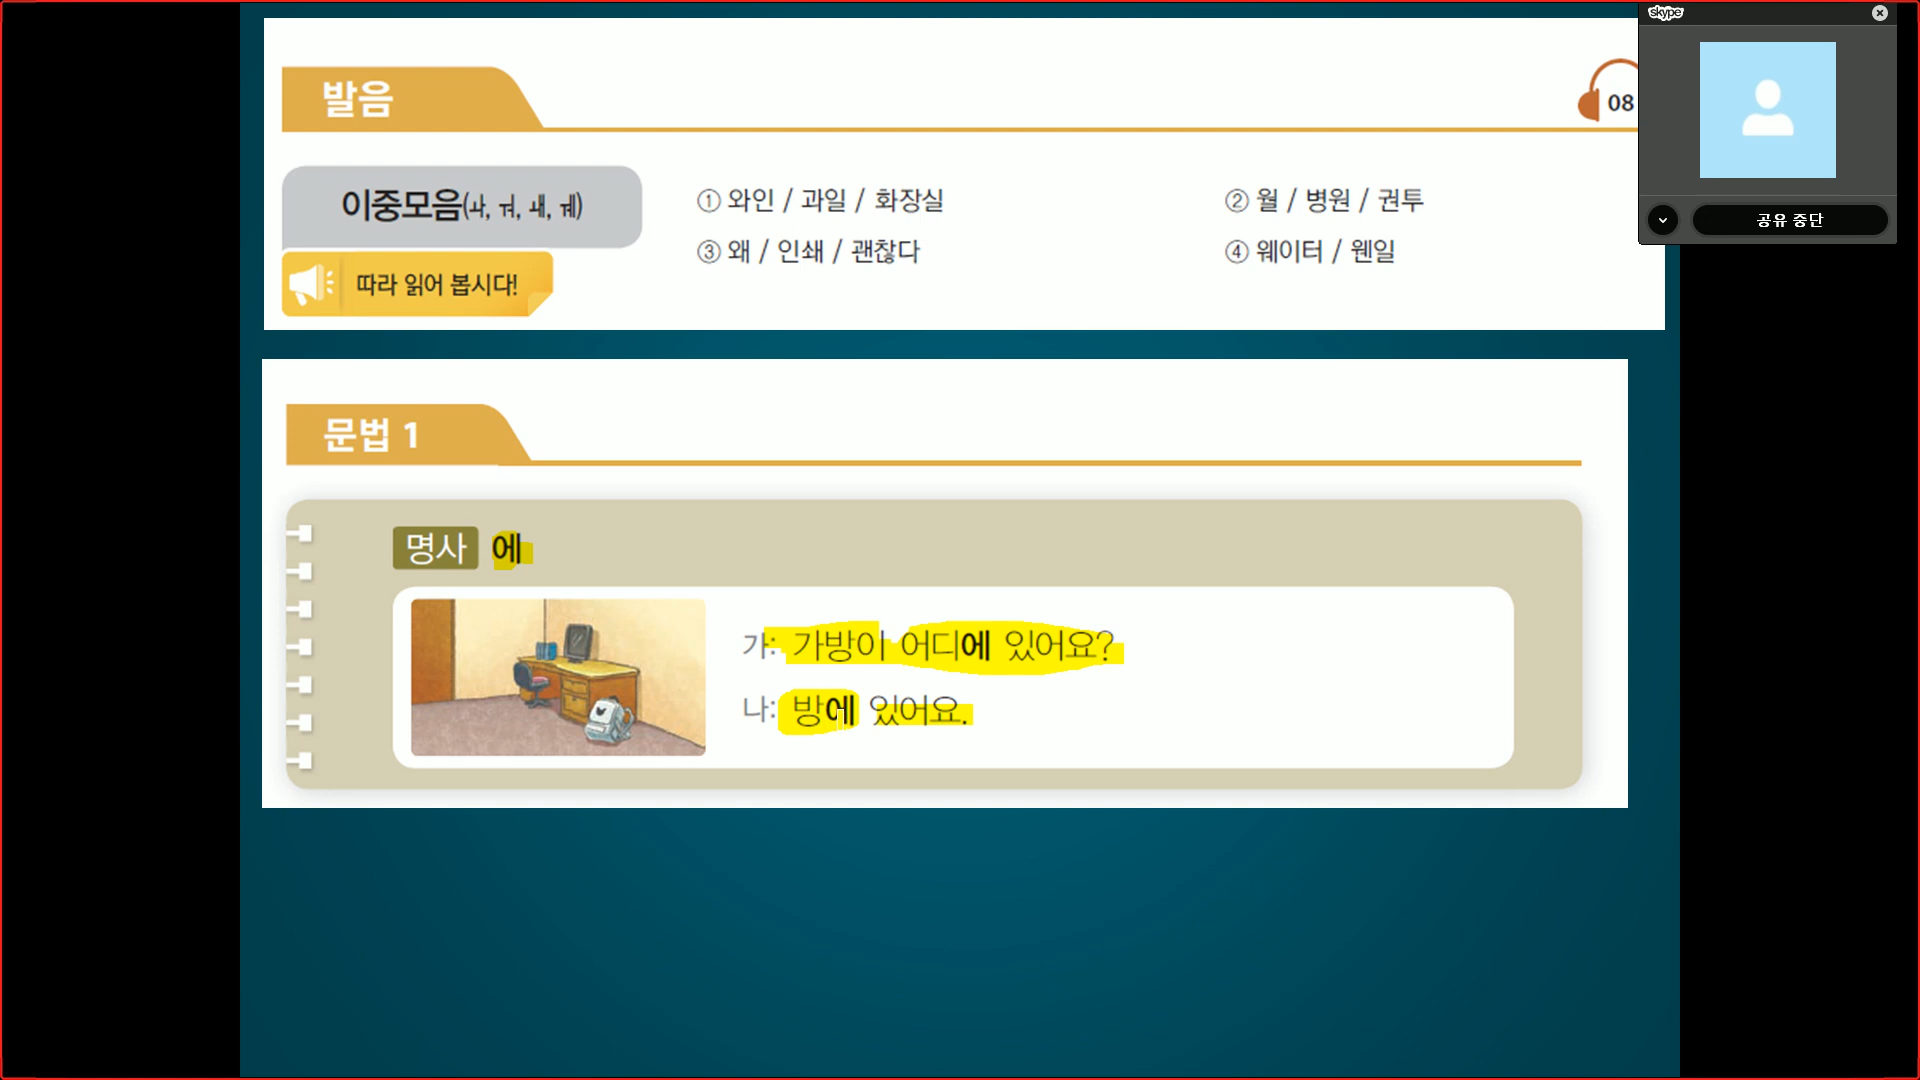 skype
발음
08
공유 중단
이중모음(ㅘ, ㅝ, ㅙ, ㅞ)
① 와인 / 과일 / 화장실
② 월 / 병원 / 권투
③ 왜 / 인쇄 / 괜찮다
④ 웨이터 / 웬일
따라 읽어 봅시다!
문법 1
명사 에
가: 가방이 어디에 있어요?
나: 방에 있어요.